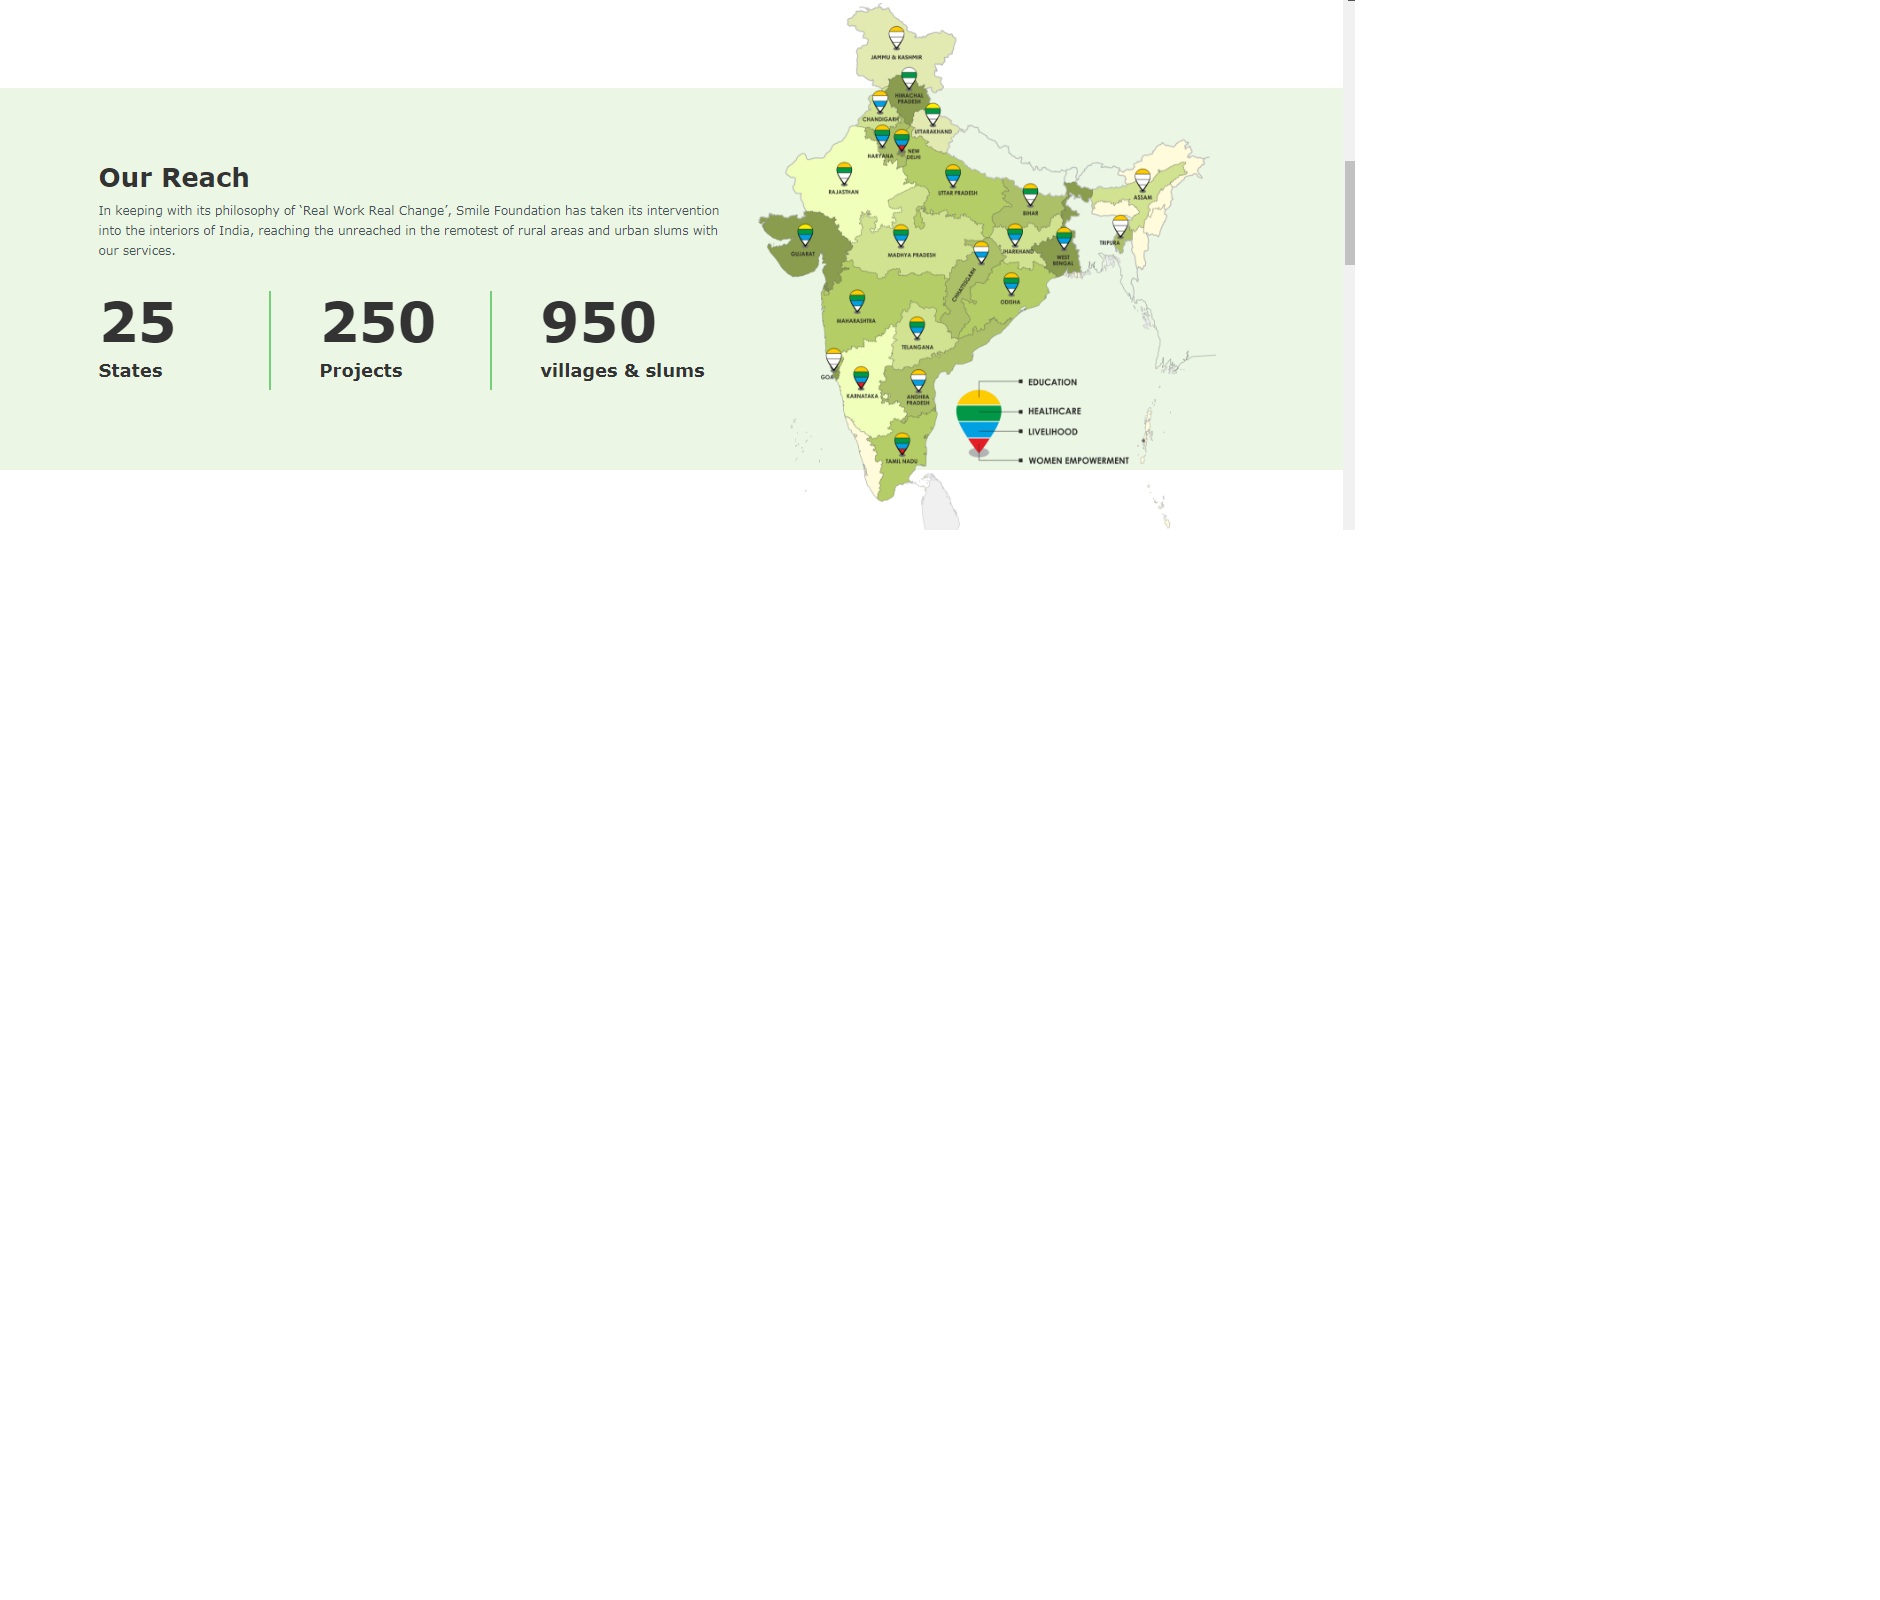 Our Reach
In keeping with its philosophy of ‘Real Work Real Change’, Smile Foundation has taken its intervention
into the interiors of India, reaching the unreached in the remotest of rural areas and urban slums with
our services.
25
States
250
Projects
950
villages & slums
JAMMU & KASHMIR
HIMACHAL
PRADESH
CHANDIGARH
UTTARAKHAND
HARYANA
NEW
DELHI
RAJASTHAN
UTTAR PRADESH
BIHAR
ASSAM
GUJARAT
MADHYA PRADESH
JHARKHAND
WEST
BENGAL
TRIPURA
CHHATTISGARH
ODISHA
MAHARASHTRA
TELANGANA
GOA
KARNATAKA
ANDHRA
PRADESH
TAMIL NADU
EDUCATION
HEALTHCARE
LIVELIHOOD
WOMEN EMPOWERMENT